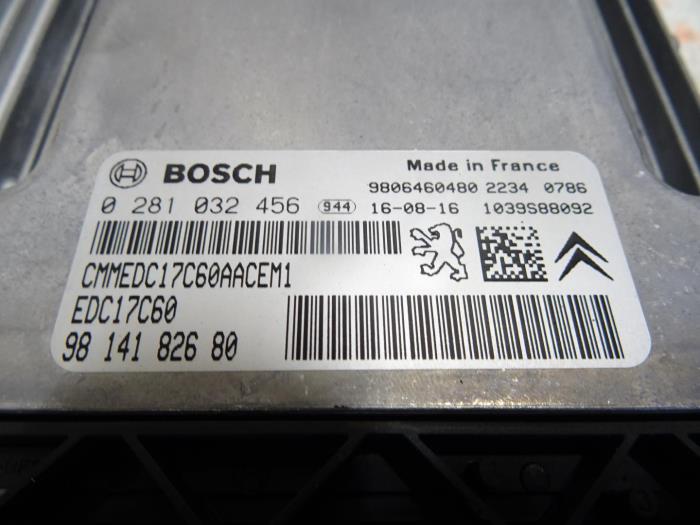 BOSCH
Made in France
9806460480 2234 0786
0 281 032 456 944 16-08-16 1039S88092
CMMEDC17C60AACEM1
EDC17C60
98 141 826 80